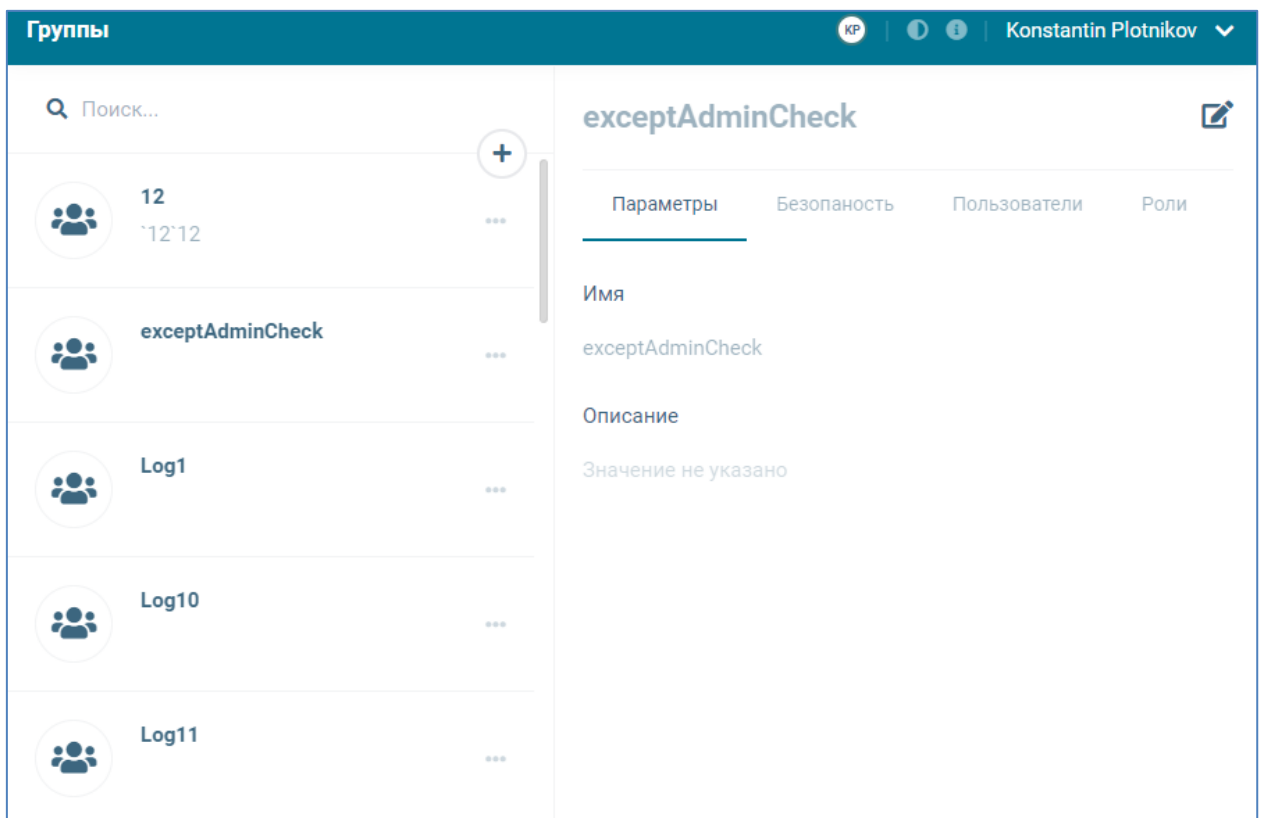 Группы
KP
Konstantin Plotnikov
Поиск...
12
`12`12
exceptAdminCheck
Log1
Log10
Log11
exceptAdminCheck
Параметры Безопаность Пользователи Роли
Имя
exceptAdminCheck
Описание
Значение не указано